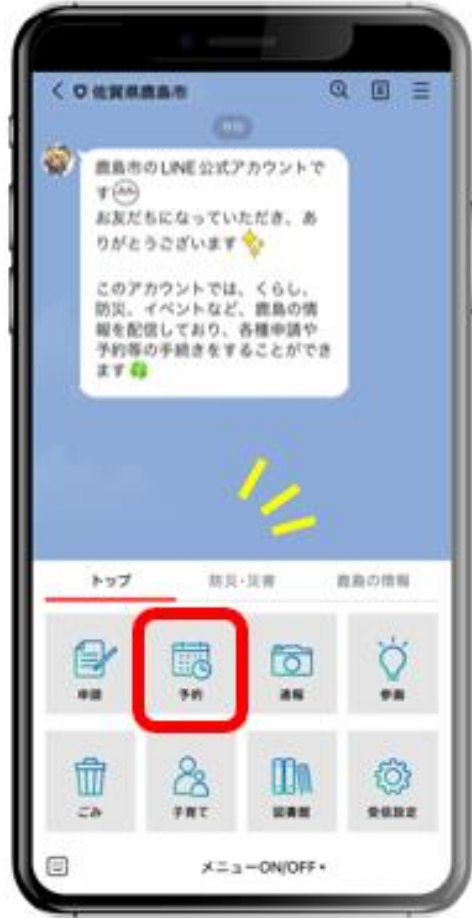 佐賀県鹿島市
鹿島市のLINE公式アカウントで
す
お友だちになっていただき、あ
りがとうございます
このアカウントでは、くらし、
防災、イベントなど、鹿島の情
報を配信しており、各種申請や
予約等の手続きをすることができ
ます
トップ 防災・災害 鹿島の情報
申請 予約 通報 参画
ごみ 子育て 図書館 受信設定
メニューON/OFF